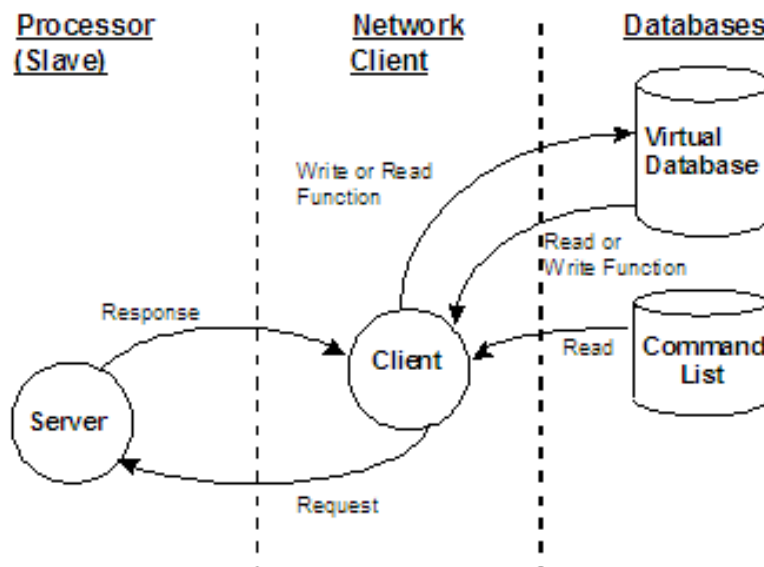 Processor
(Slave)
Network
Client
Databases
Virtual
Database
Write or Read
Function
Read or
Write Function
Response
Client
Read
Command
List
Server
Request